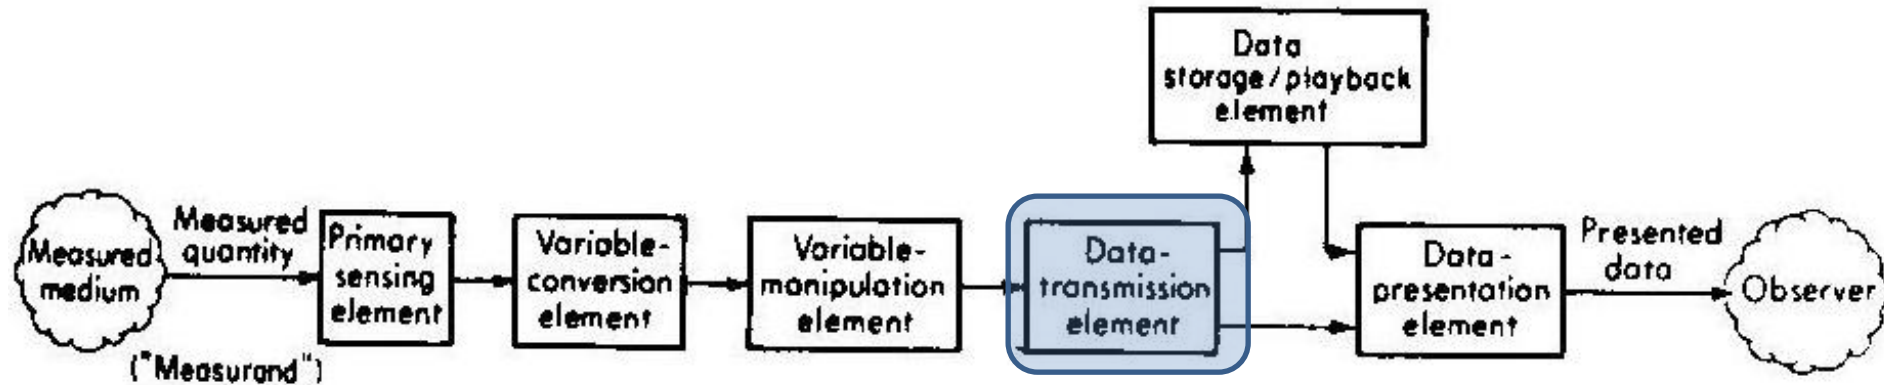 Data
storage/playback
element
Measured
medium
Measured
quantity
("Measurand")
Primary
sensing
element
Variable-
conversion
element
Variable-
manipulation
element
Data-
transmission
element
Data-
presentation
element
Presented
data
Observer